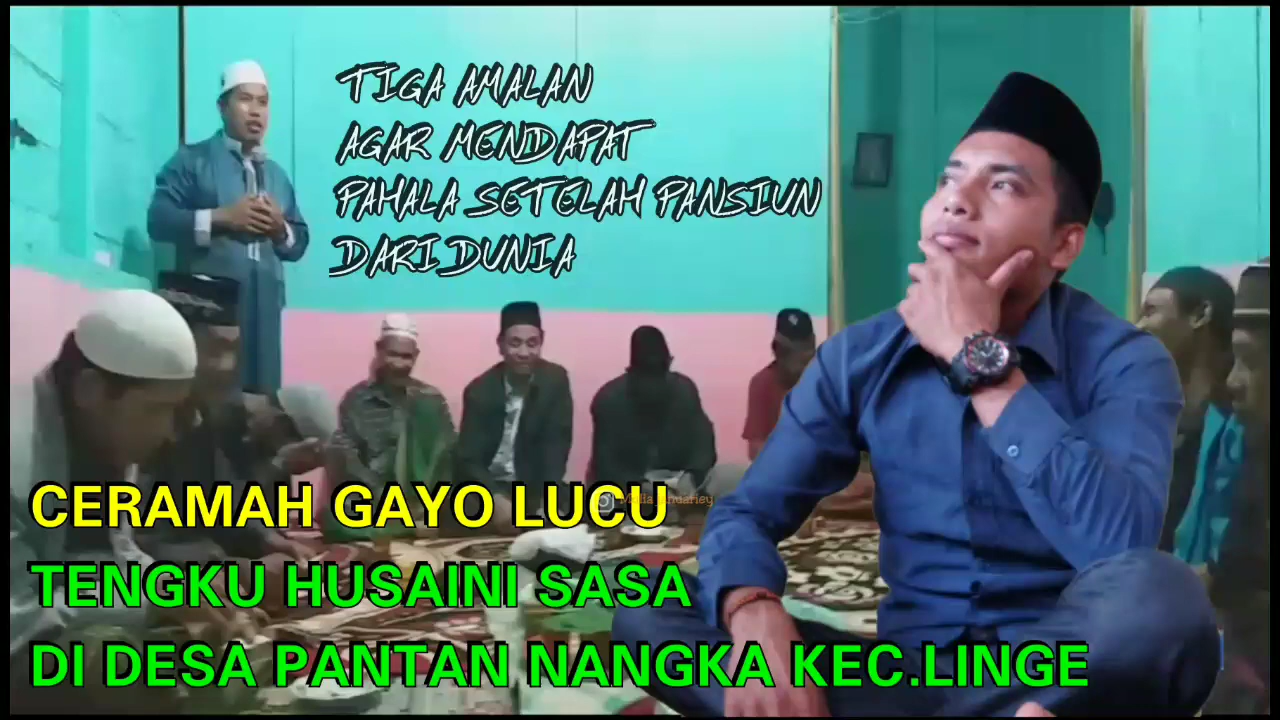 TIGA AMALAN
AGAR MENDAPAT
PAHALA SETELAH PANSIUN
DARI DUNIA
CERAMAH GAYO LUCU
TENGKU HUSAINI SASA
DI DESA PANTAN NANGKA KEC.LINGE